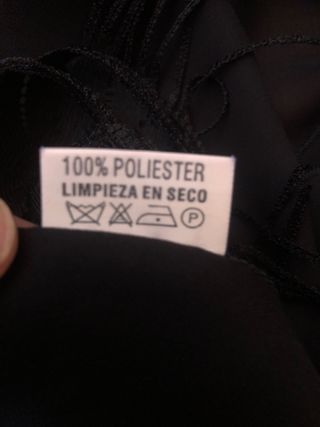 100% POLIESTER
LIMPIEZA EN SECO
P